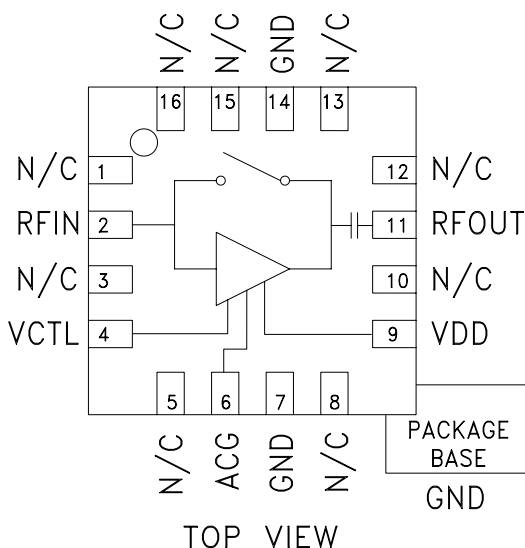 N/C N/C GND N/C
16 15 14 13
N/C 1 12 N/C
RFIN 2 11 RFOUT
N/C 3 10 N/C
VCTL 4 9 VDD
5 6 7 8
N/C ACG GND N/C
PACKAGE
BASE
GND
TOP VIEW